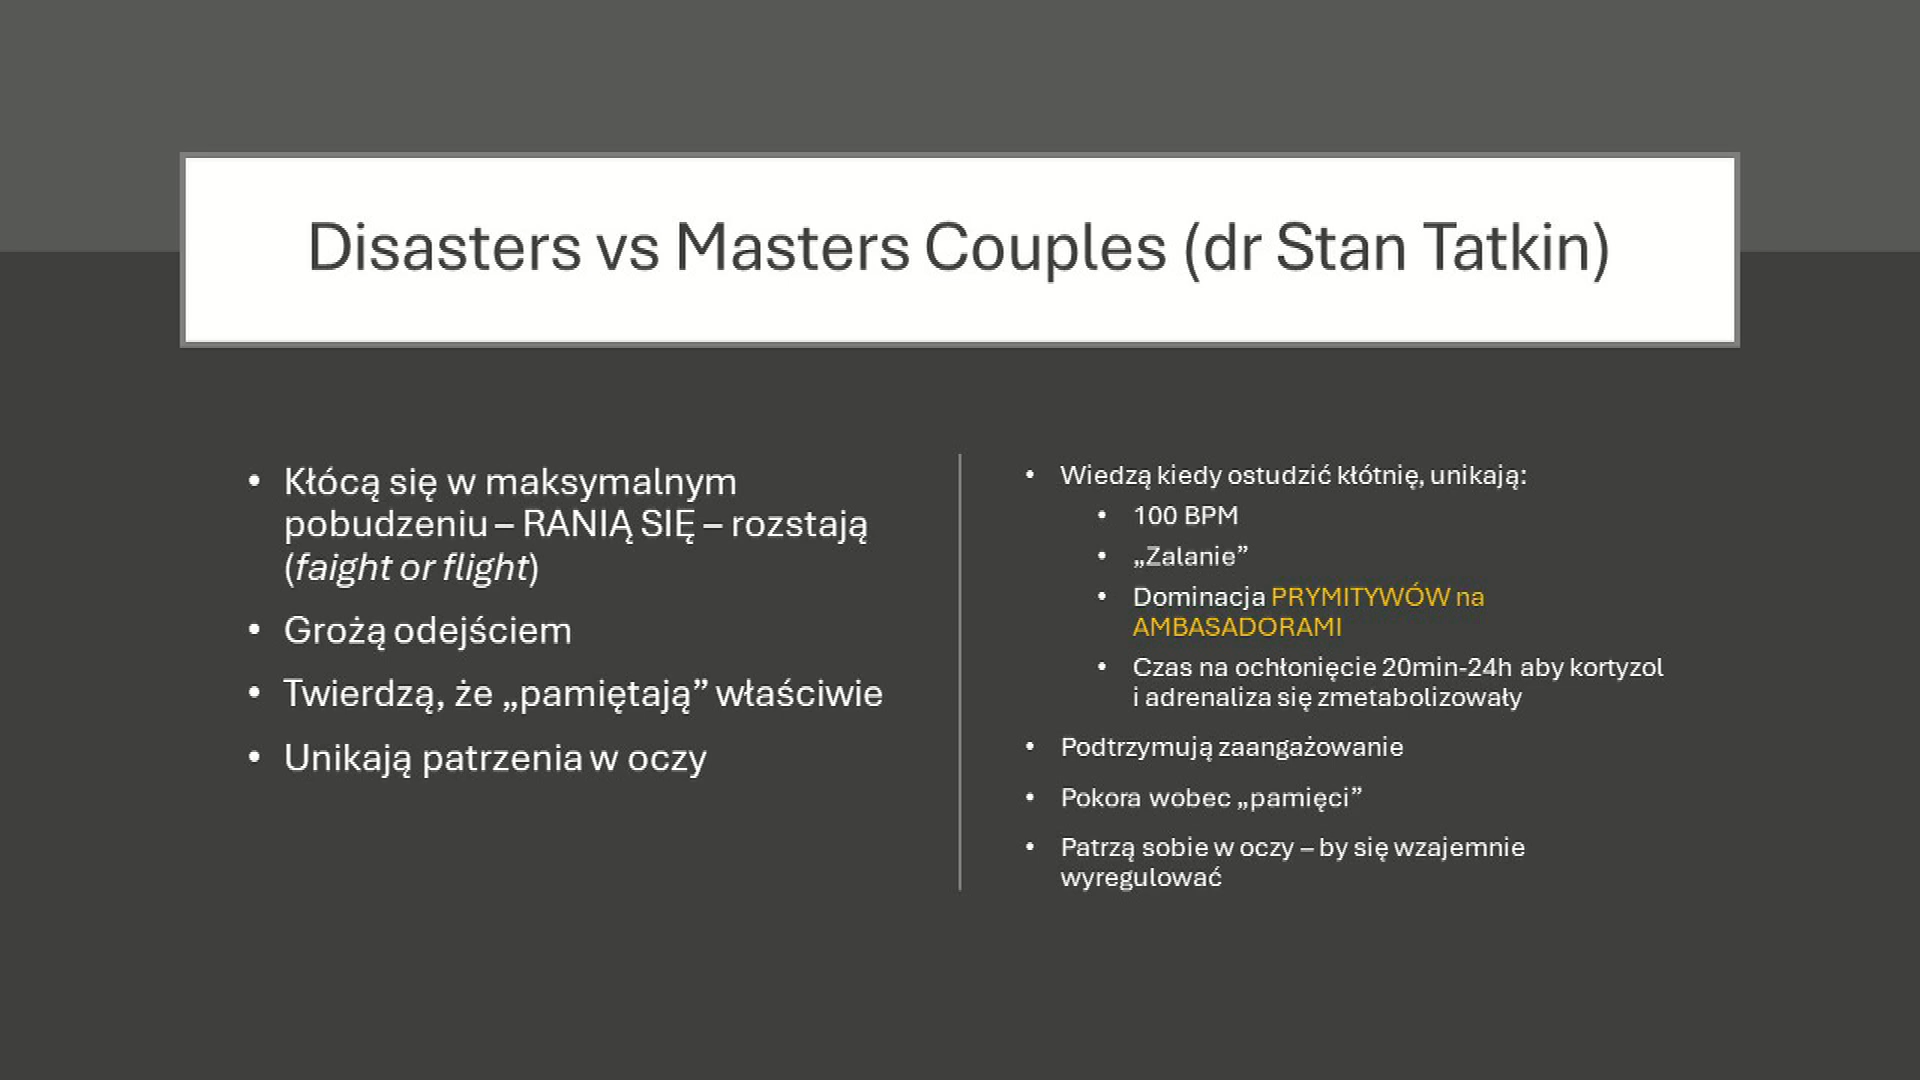 Disasters vs Masters Couples (dr Stan Tatkin)
• Kłócą się w maksymalnym
pobudzeniu – RANIĄ SIĘ – rozstają
(faight or flight)
• Grożą odejściem
• Twierdzą, że „pamiętają” właściwie
• Unikają patrzenia w oczy
• Wiedzą kiedy ostudzić kłótnię, unikają:
• 100 BPM
• „Zalanie”
• Dominacja PRYMITYWÓW na
AMBASADORAMI
• Czas na ochłonięcie 20min-24h aby kortyzol
i adrenaliza się zmetabolizowały
• Podtrzymują zaangażowanie
• Pokora wobec „pamięci”
• Patrzą sobie w oczy – by się wzajemnie
wyregulować